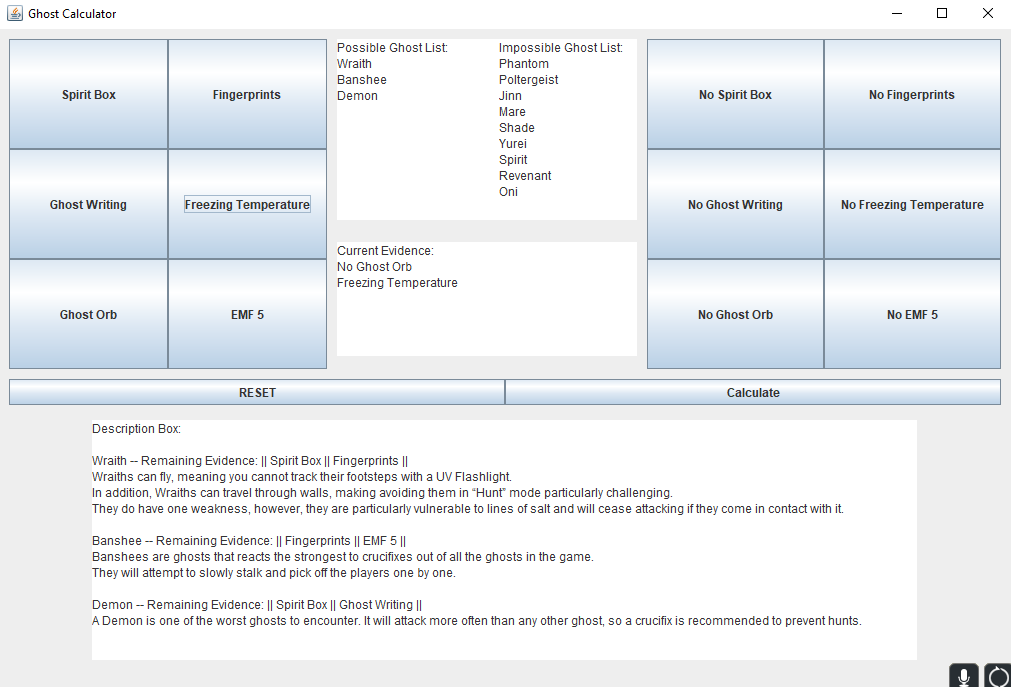 Ghost Calculator
Spirit Box
Fingerprints
Ghost Writing
Freezing Temperature
Ghost Orb
EMF 5
Possible Ghost List:
Wraith
Banshee
Demon
Impossible Ghost List:
Phantom
Poltergeist
Jinn
Mare
Shade
Yurei
Spirit
Revenant
Oni
Current Evidence:
No Ghost Orb
Freezing Temperature
No Spirit Box
No Fingerprints
No Ghost Writing
No Freezing Temperature
No Ghost Orb
No EMF 5
RESET
Calculate
Description Box:
Wraith -- Remaining Evidence: || Spirit Box || Fingerprints ||
Wraiths can fly, meaning you cannot track their footsteps with a UV Flashlight.
In addition, Wraiths can travel through walls, making avoiding them in “Hunt” mode particularly challenging.
They do have one weakness, however, they are particularly vulnerable to lines of salt and will cease attacking if they come in contact with it.
Banshee -- Remaining Evidence: || Fingerprints || EMF 5 ||
Banshees are ghosts that reacts the strongest to crucifixes out of all the ghosts in the game.
They will attempt to slowly stalk and pick off the players one by one.
Demon -- Remaining Evidence: || Spirit Box || Ghost Writing ||
A Demon is one of the worst ghosts to encounter. It will attack more often than any other ghost, so a crucifix is recommended to prevent hunts.